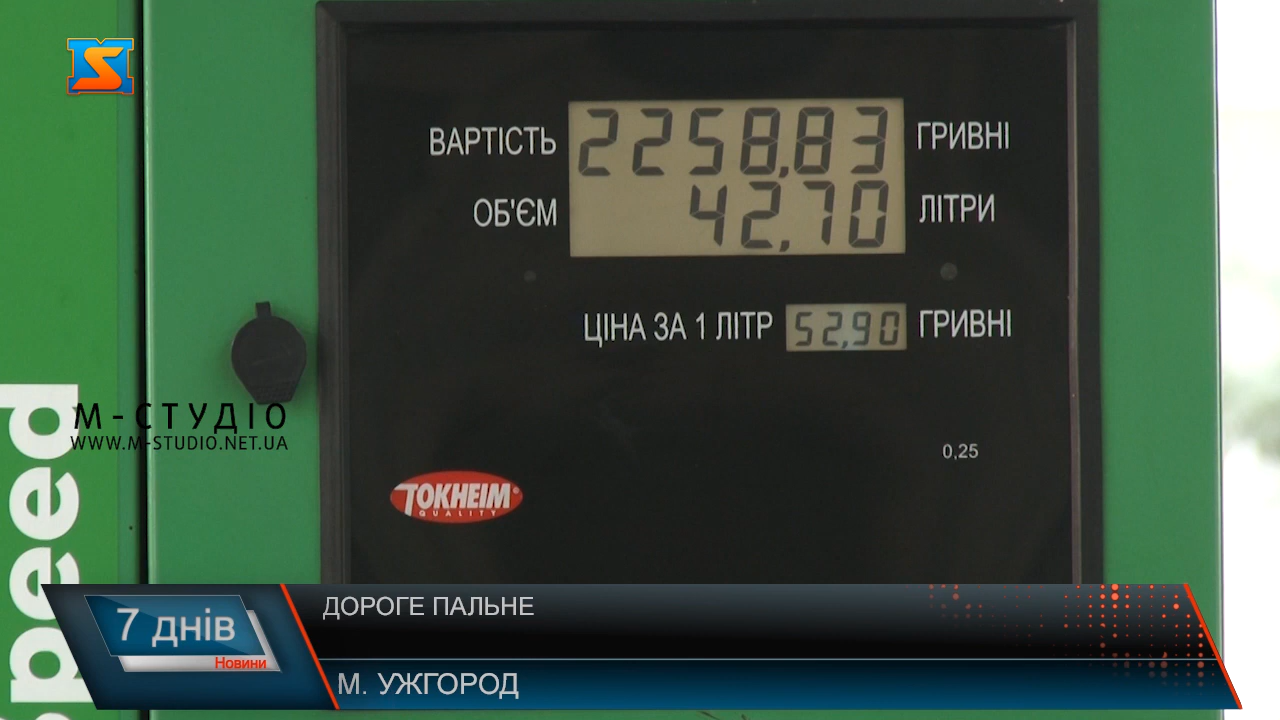 ВАРТІСТЬ 2258,83 ГРИВНІ
ОБ'ЄМ 42,70 ЛІТРИ
ЦІНА ЗА 1 ЛІТР 52,90 ГРИВНІ
0,25
TOKHEIM
QUALITY
М-СТУДІО
WWW.M-STUDIO.NET.UA
peed
7 днів
Новини
ДОРОГЕ ПАЛЬНЕ
М. УЖГОРОД